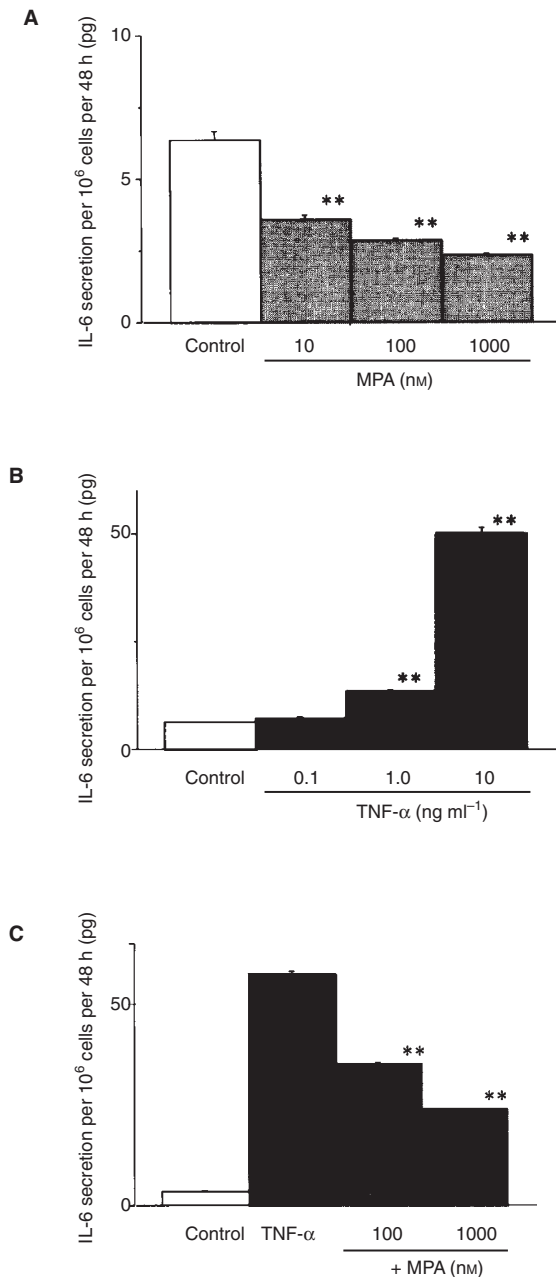 A
IL-6 secretion per 10⁶ cells per 48 h (pg)
10
5
0
**
**
**
Control
10
100
1000
MPA (nM)
B
IL-6 secretion per 10⁶ cells per 48 h (pg)
50
0
**
**
Control
0.1
1.0
10
TNF-α (ng ml⁻¹)
C
IL-6 secretion per 10⁶ cells per 48 h (pg)
50
0
**
**
Control
TNF-α
100
1000
+ MPA (nM)